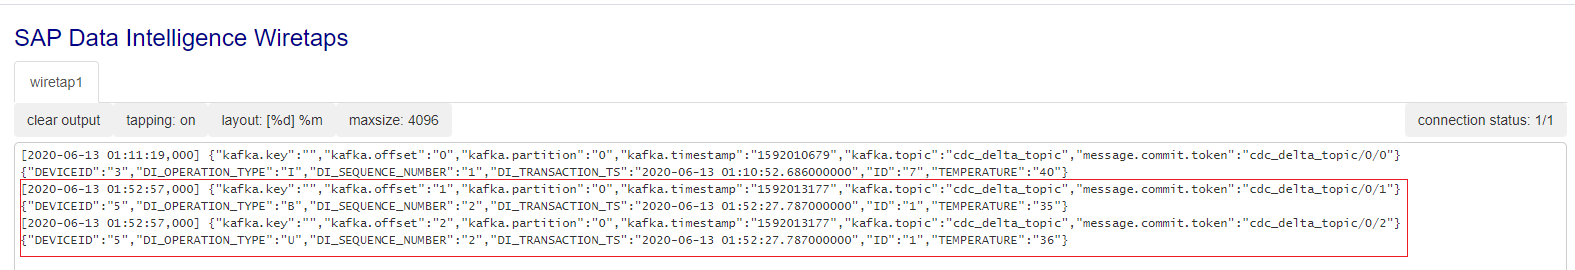 SAP Data Intelligence Wiretaps
wiretap1
clear output tapping: on layout: [%d] %m maxsize: 4096 connection status: 1/1
[2020-06-13 01:11:19,000] {"kafka.key":"","kafka.offset":"0","kafka.partition":"0","kafka.timestamp":"1592010679","kafka.topic":"cdc_delta_topic","message.commit.token":"cdc_delta_topic/0/0"}
{"DEVICEID":"3","DI_OPERATION_TYPE":"I","DI_SEQUENCE_NUMBER":"1","DI_TRANSACTION_TS":"2020-06-13 01:10:52.686000000","ID":"7","TEMPERATURE":"40"}
[2020-06-13 01:52:57,000] {"kafka.key":"","kafka.offset":"1","kafka.partition":"0","kafka.timestamp":"1592013177","kafka.topic":"cdc_delta_topic","message.commit.token":"cdc_delta_topic/0/1"}
{"DEVICEID":"5","DI_OPERATION_TYPE":"B","DI_SEQUENCE_NUMBER":"2","DI_TRANSACTION_TS":"2020-06-13 01:52:27.787000000","ID":"1","TEMPERATURE":"35"}
[2020-06-13 01:52:57,000] {"kafka.key":"","kafka.offset":"2","kafka.partition":"0","kafka.timestamp":"1592013177","kafka.topic":"cdc_delta_topic","message.commit.token":"cdc_delta_topic/0/2"}
{"DEVICEID":"5","DI_OPERATION_TYPE":"U","DI_SEQUENCE_NUMBER":"2","DI_TRANSACTION_TS":"2020-06-13 01:52:27.787000000","ID":"1","TEMPERATURE":"36"}